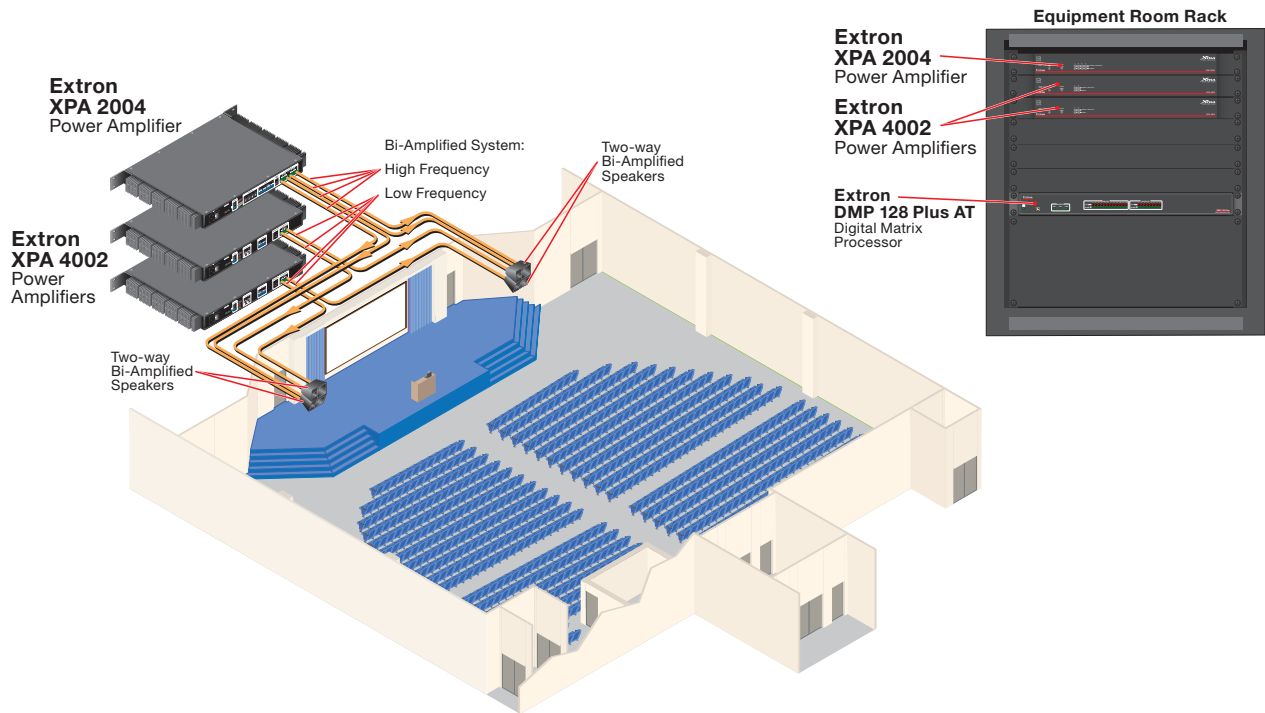 Equipment Room Rack
Extron
XPA 2004
Power Amplifier
Extron
XPA 4002
Power Amplifiers
Extron
DMP 128 Plus AT
Digital Matrix
Processor
Extron
XPA 2004
Power Amplifier
Bi-Amplified System:
High Frequency
Low Frequency
Two-way
Bi-Amplified
Speakers
Extron
XPA 4002
Power
Amplifiers
Two-way
Bi-Amplified
Speakers